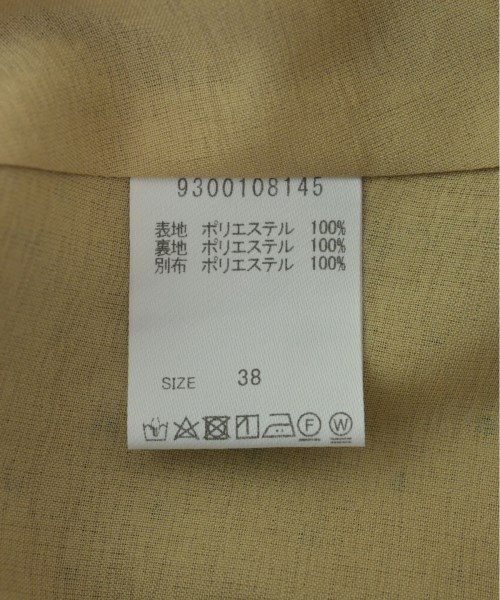 9300108145
表地 ポリエステル 100%
裏地 ポリエステル 100%
別布 ポリエステル 100%
SIZE 38
F W